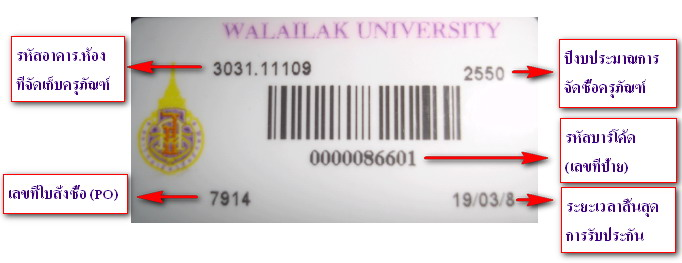 WALAILAK UNIVERSITY
รหัสอาคาร.ห้อง
ที่จัดเก็บครุภัณฑ์
3031.11109
2550
ปีงบประมาณการ
จัดซื้อครุภัณฑ์
0000086601
รหัสบาร์โค้ด
(เลขที่ป้าย)
เลขที่ใบสั่งซื้อ (PO)
7914
19/03/8
ระยะเวลาสิ้นสุด
การรับประกัน